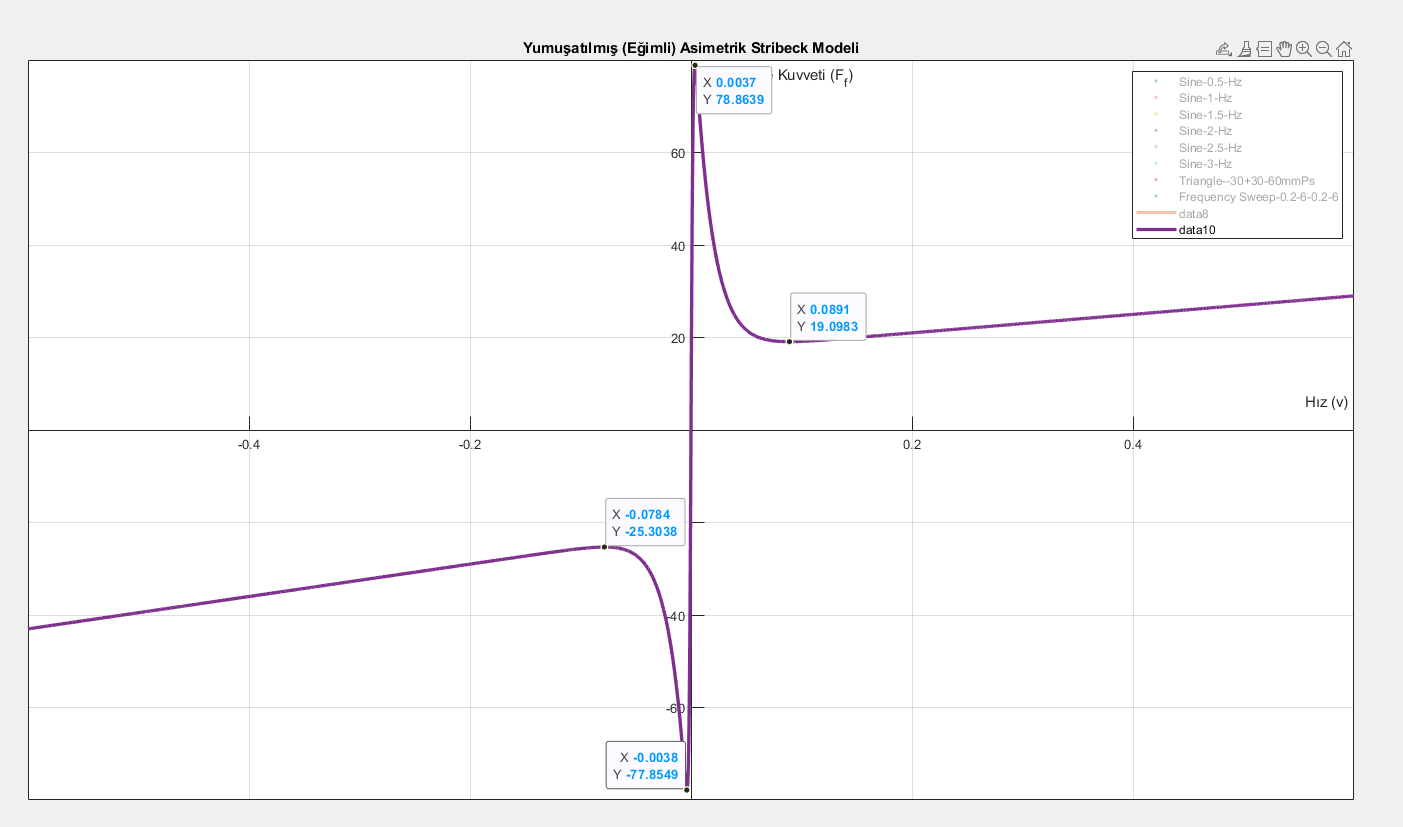 Yumuşatılmış (Eğimli) Asimetrik Stribeck Modeli
X 0.0037
Y 78.8639
Kuvveti (Ff)
Sine-0.5-Hz
Sine-1-Hz
Sine-1.5-Hz
Sine-2-Hz
Sine-2.5-Hz
Sine-3-Hz
Triangle--30+30-60mmPs
Frequency Sweep-0.2-6-0.2-6
data8
data10
60
40
X 0.0891
Y 19.0983
20
Hız (v)
-0.4
-0.2
0.2
0.4
X -0.0784
Y -25.3038
-40
-60
X -0.0038
Y -77.8549